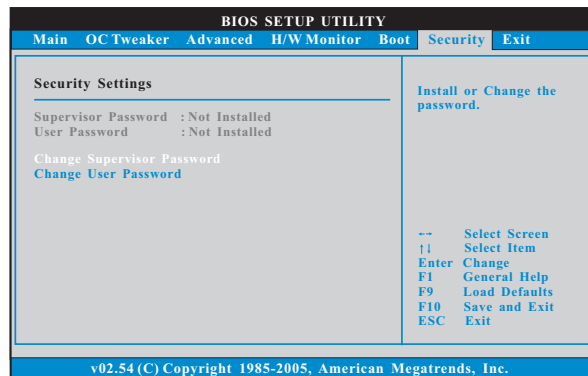 BIOS SETUP UTILITY
Main OC Tweaker Advanced H/W Monitor Boot Security Exit
Security Settings
Supervisor Password : Not Installed
User Password : Not Installed
Change Supervisor Password
Change User Password
Install or Change the
password.
←→ Select Screen
↑↓ Select Item
Enter Change
F1 General Help
F9 Load Defaults
F10 Save and Exit
ESC Exit
v02.54 (C) Copyright 1985-2005, American Megatrends, Inc.